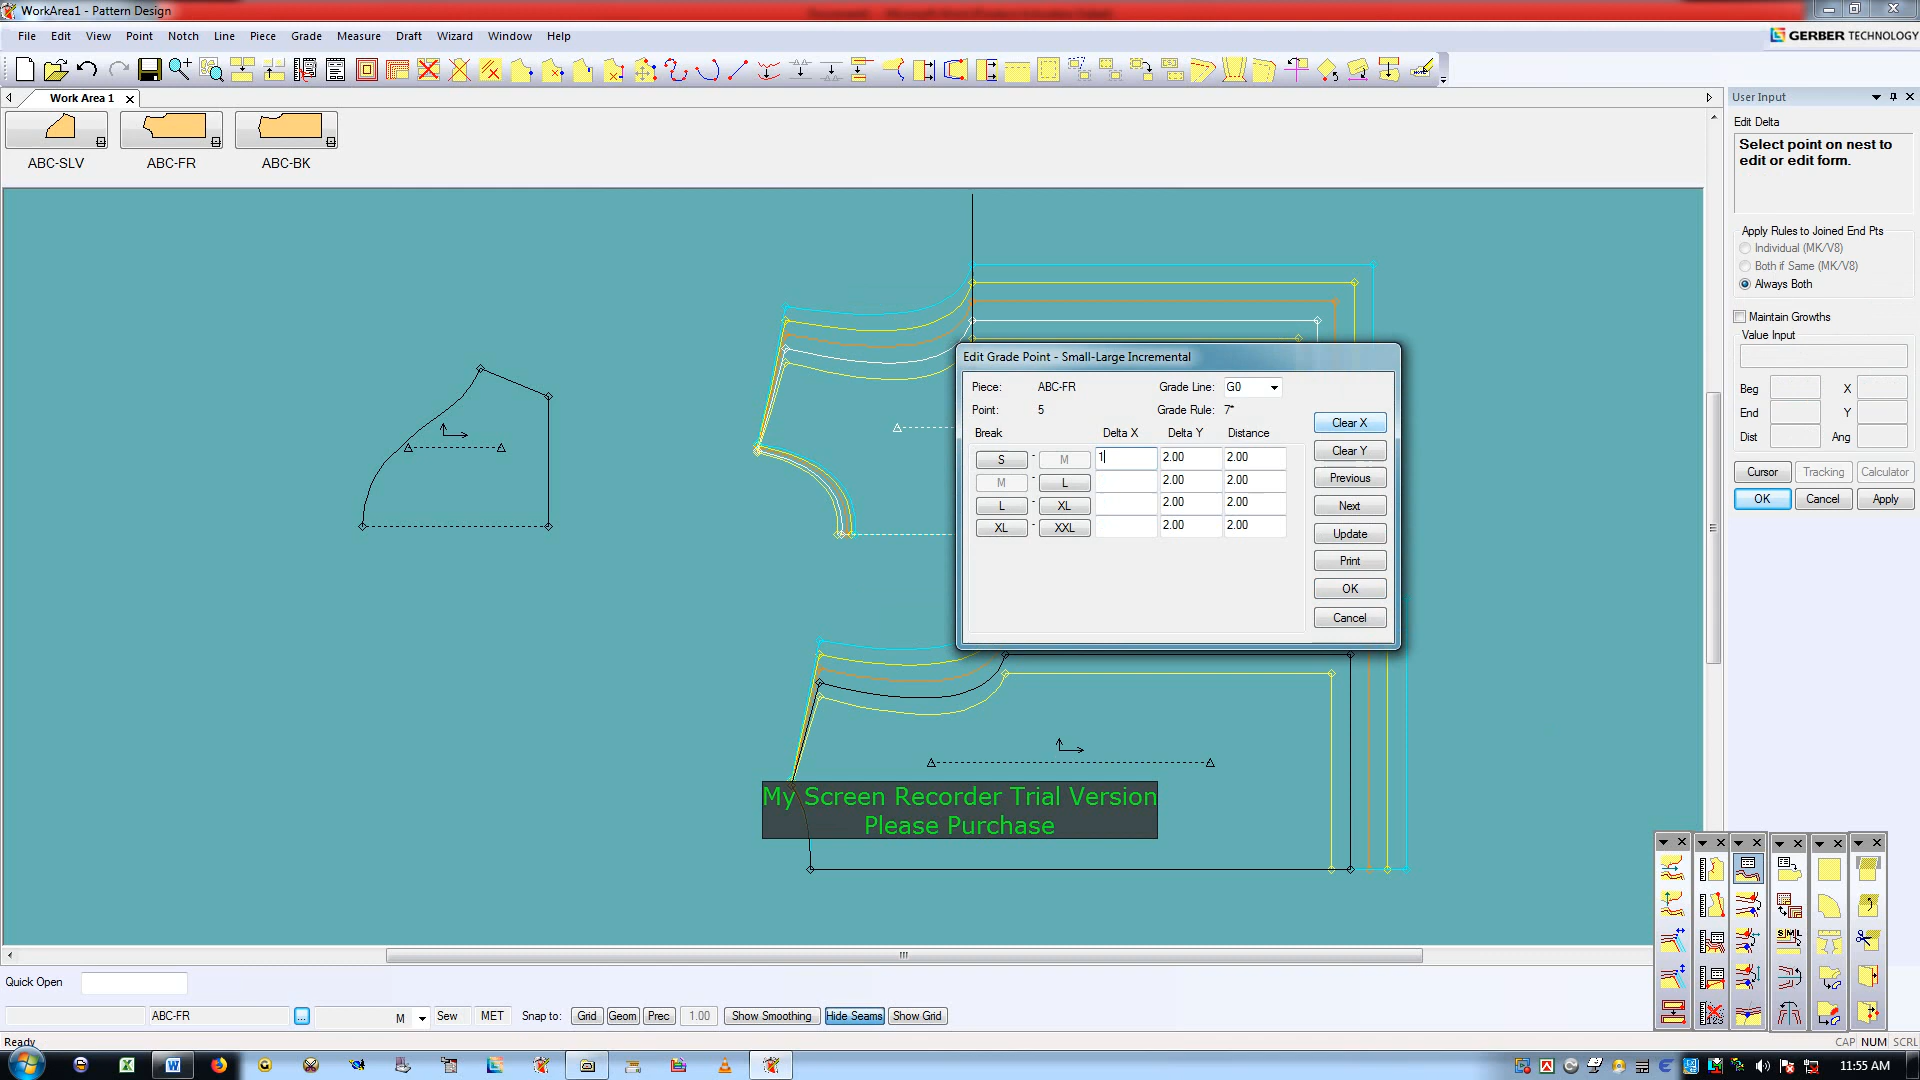 WorkArea1 - Pattern Design
File Edit View Point Notch Line Piece Grade Measure Draft Wizard Window Help
GERBER TECHNOLOGY
Work Area 1
ABC-SLV ABC-FR ABC-BK
User Input
Edit Delta
Select point on nest to
edit or edit form.
Apply Rules to Joined End Pts
Individual (MK/V8)
Both if Same (MK/V8)
Always Both
Maintain Growths
Value Input
Beg X
End Y
Dist Ang
Cursor Tracking Calculator
OK Cancel Apply
Edit Grade Point - Small-Large Incremental
Piece: ABC-FR Grade Line: G0
Point: 5 Grade Rule: 7*
Break Delta X Delta Y Distance
S - M 1 2.00 2.00
M - L 2.00 2.00
L - XL 2.00 2.00
XL - XXL 2.00 2.00
Clear X
Clear Y
Previous
Next
Update
Print
OK
Cancel
My Screen Recorder Trial Version
Please Purchase
Quick Open
ABC-FR ... M Sew MET Snap to: Grid Geom Prec 1.00 Show Smoothing Hide Seams Show Grid
Ready
CAP NUM SCRL
11:55 AM